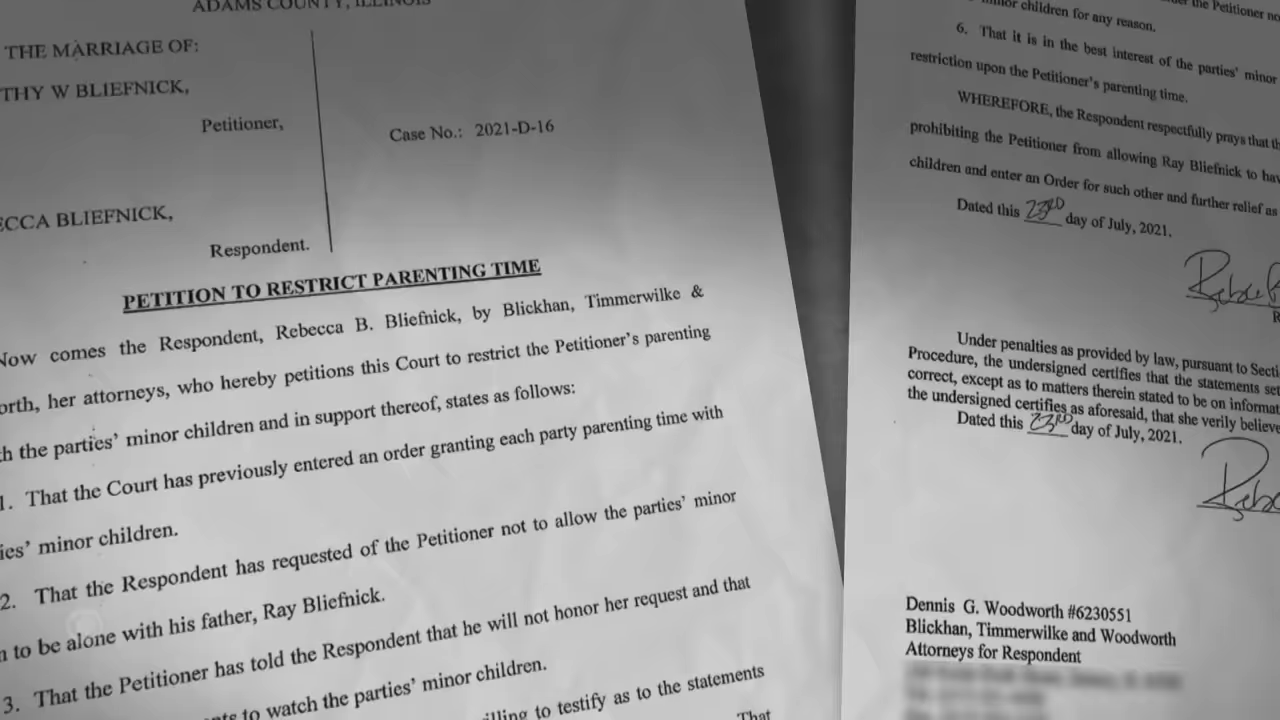 ADAMS COUNTY, ILLINOIS
THE MARRIAGE OF:
THY W BLIEFNICK,
Petitioner,
Case No.: 2021-D-16
ECCA BLIEFNICK,
Respondent.
PETITION TO RESTRICT PARENTING TIME
Now comes the Respondent, Rebecca B. Bliefnick, by Blickhan, Timmerwilke &
orth, her attorneys, who hereby petitions this Court to restrict the Petitioner's parenting
th the parties' minor children and in support thereof, states as follows:
1. That the Court has previously entered an order granting each party parenting time with
ies' minor children.
2. That the Respondent has requested of the Petitioner not to allow the parties' minor
n to be alone with his father, Ray Bliefnick.
3. That the Petitioner has told the Respondent that he will not honor her request and that
nts to watch the parties' minor children.
illing to testify as to the statements
That
the Petitioner no
minor children for any reason.
6. That it is in the best interest of the parties' minor
restriction upon the Petitioner's parenting time.
WHEREFORE, the Respondent respectfully prays that th
prohibiting the Petitioner from allowing Ray Bliefnick to hav
children and enter an Order for such other and further relief as
Dated this 23RD day of July, 2021.
Rebe
R
Under penalties as provided by law, pursuant to Secti
Procedure, the undersigned certifies that the statements set
correct, except as to matters therein stated to be on informat
the undersigned certifies as aforesaid, that she verily believe
Dated this 23RD day of July, 2021.
Rebe
Dennis G. Woodworth #6230551
Blickhan, Timmerwilke and Woodworth
Attorneys for Respondent